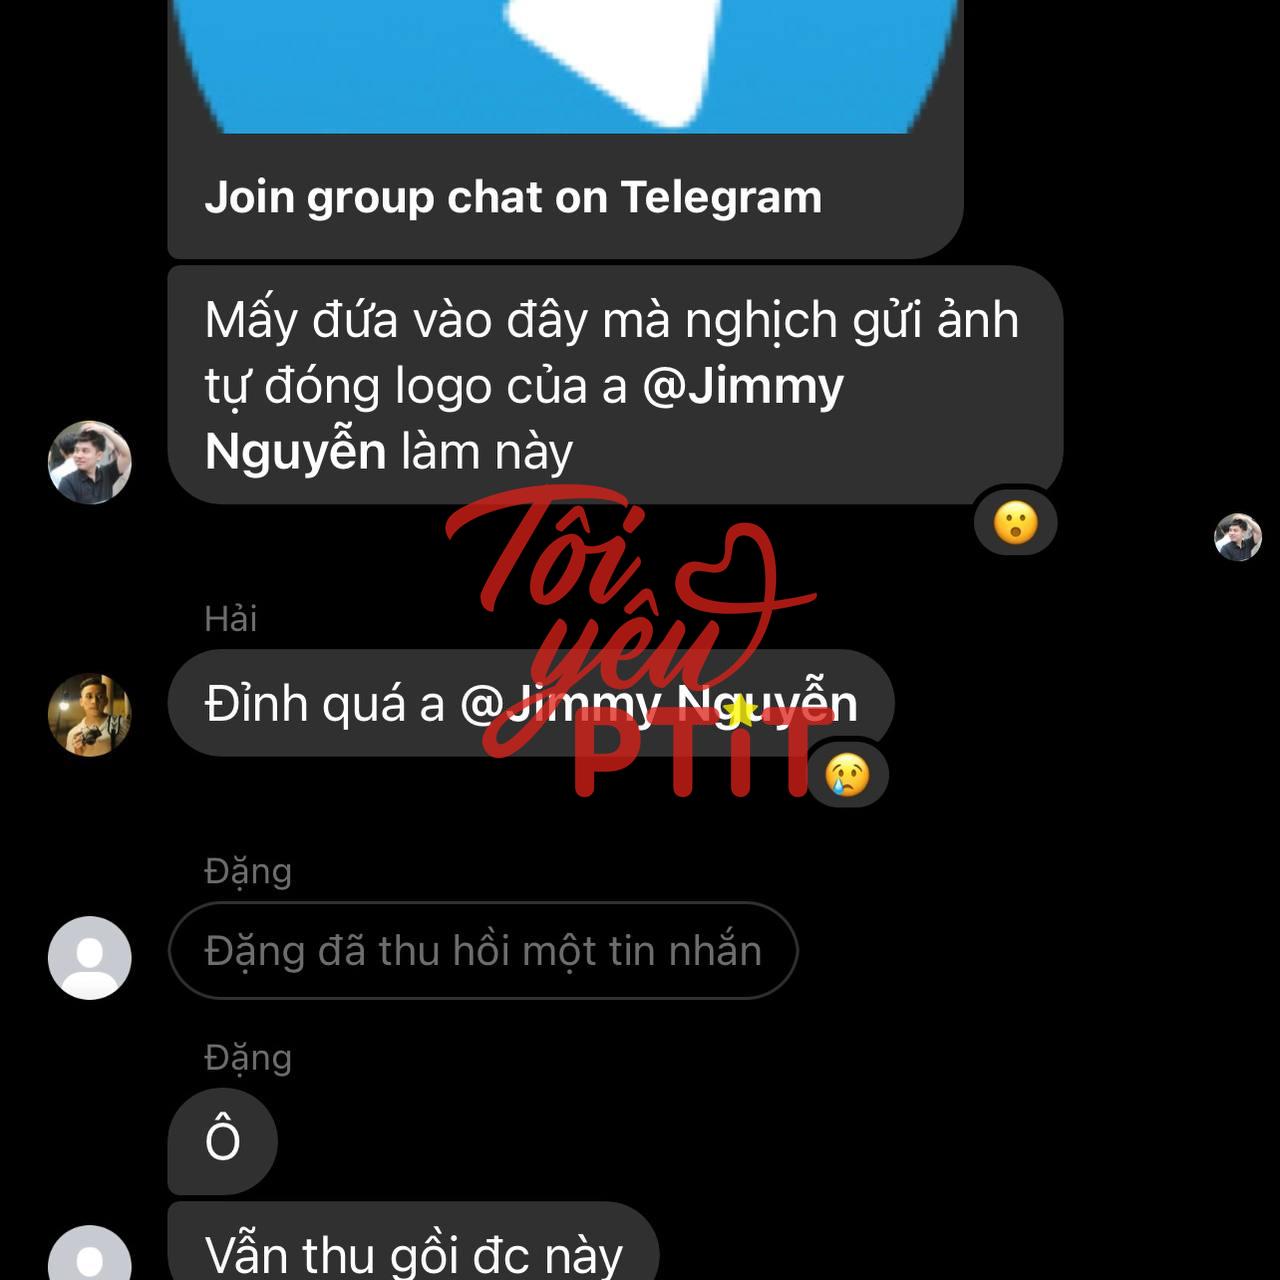 Join group chat on Telegram
Mấy đứa vào đây mà nghịch gửi ảnh
tự đóng logo của a @Jimmy
Nguyễn làm này
Tôi
yêu
PTiT
Hải
Đỉnh quá a @Jimmy Nguyễn
Đặng
Đặng đã thu hồi một tin nhắn
Đặng
Ô
Vẫn thu gồi đc này